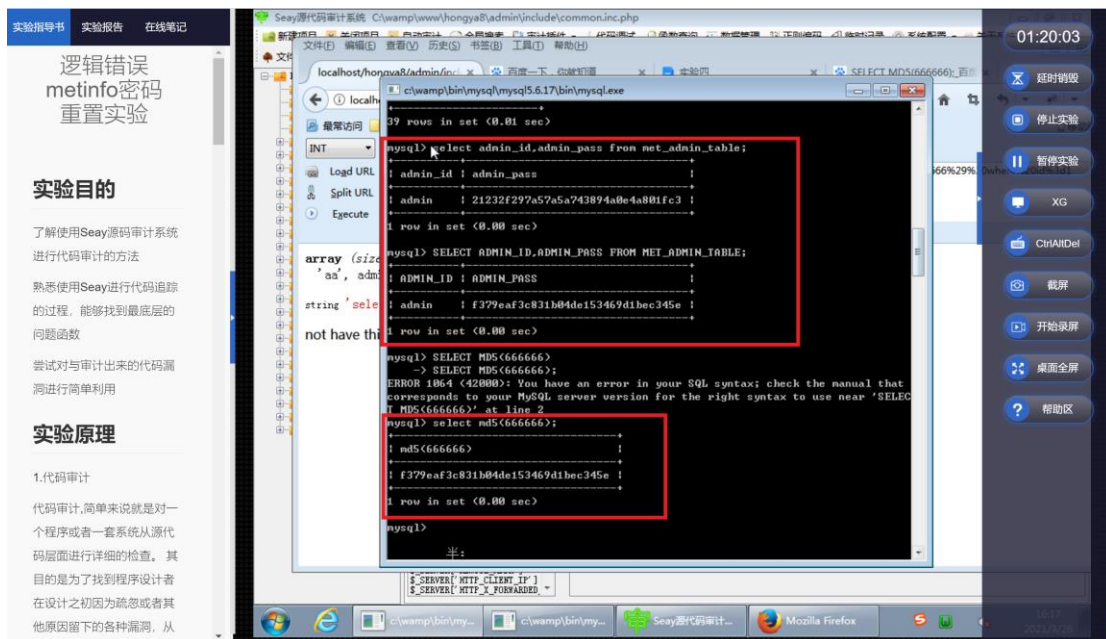 实验指导书 实验报告 在线笔记
逻辑错误
metinfo密码
重置实验
实验目的
了解使用Seay源码审计系统
进行代码审计的方法
熟悉使用Seay进行代码追踪
的过程，能够找到最底层的
问题函数
尝试对与审计出来的代码漏
洞进行简单利用
实验原理
1.代码审计
代码审计,简单来说就是对一
个程序或者一套系统从源代
码层面进行详细的检查。 其
目的是为了找到程序设计者
在设计之初因为疏忽或者其
他原因留下的各种漏洞，从
Seay源代码审计系统 C:\wamp\www\hongya8\admin\include\common.inc.php
文件(F) 编辑(E) 查看(V) 历史(S) 书签(B) 工具(T) 帮助(H)
localhost/hongya8/admin/incl 百度一下，你就知道 实验四 SELECT MD5(666666);_百
localh
最常访问
INT
Load URL
Split URL
Execute
array (size
'aa', adm
string 'sele
not have thi
c:\wamp\bin\mysql\mysql5.6.17\bin\mysql.exe
39 rows in set (0.01 sec)
mysql> select admin_id,admin_pass from met_admin_table;
| admin_id | admin_pass |
| admin | 21232f297a57a5a743894a0e4a801fc3 |
1 row in set (0.00 sec)
mysql> SELECT ADMIN_ID,ADMIN_PASS FROM MET_ADMIN_TABLE;
| ADMIN_ID | ADMIN_PASS |
| admin | f379eaf3c831b04de153469d1bec345e |
1 row in set (0.00 sec)
mysql> SELECT MD5(666666)
-> SELECT MD5(666666);
ERROR 1064 (42000): You have an error in your SQL syntax; check the manual that
corresponds to your MySQL server version for the right syntax to use near 'SELEC
T MD5(666666)' at line 2
mysql> select md5(666666);
| md5(666666) |
| f379eaf3c831b04de153469d1bec345e |
1 row in set (0.00 sec)
mysql>
半:
$_SERVER['HTTP_CLIENT_IP']
$_SERVER['HTTP_X_FORWARDED_
c:\wamp\bin\my... c:\wamp\bin\my... Seay源代码审计... Mozilla Firefox
16:17
01:20:03
延时销毁
停止实验
暂停实验
XG
CtrlAltDel
截屏
开始录屏
桌面全屏
帮助区